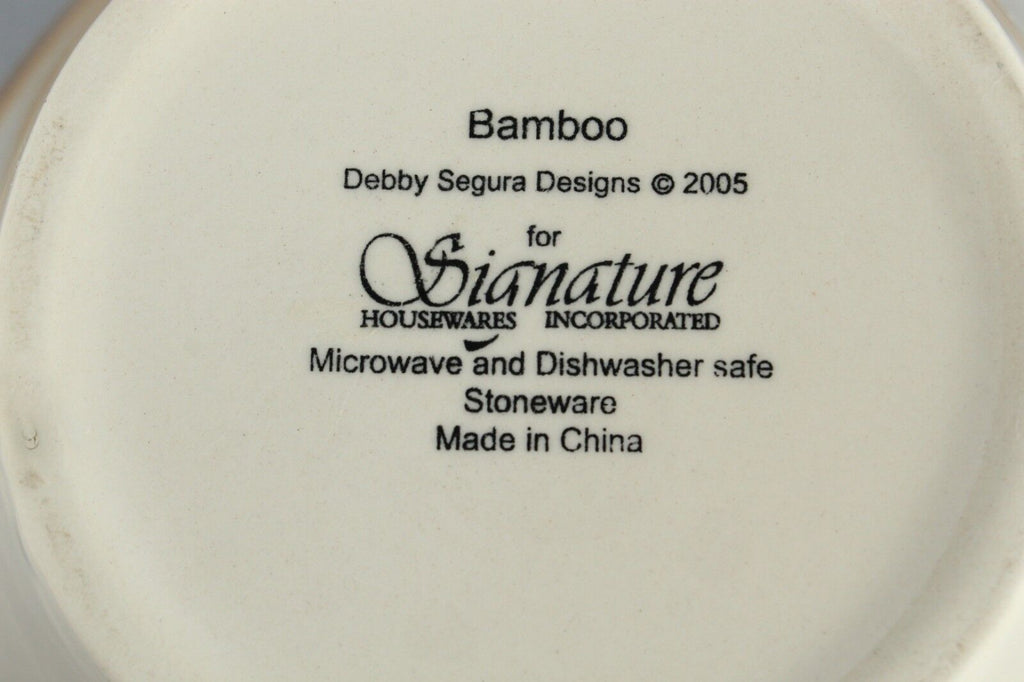 Bamboo
Debby Segura Designs © 2005
for
Signature
HOUSEWARES INCORPORATED
Microwave and Dishwasher safe
Stoneware
Made in China